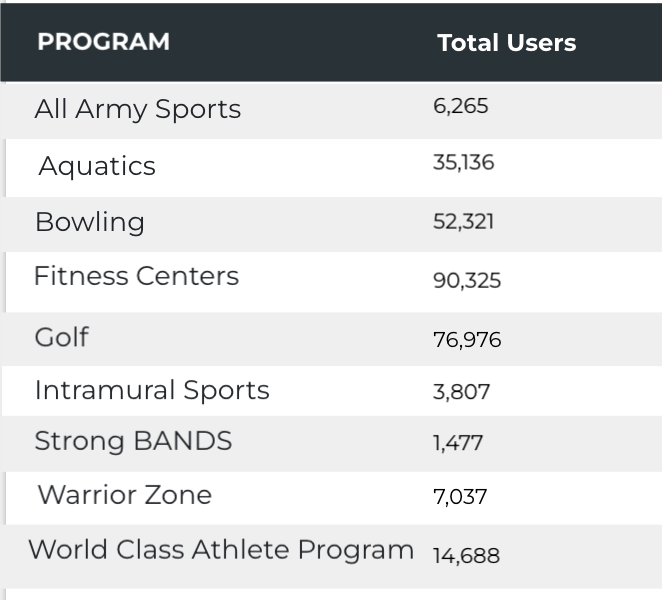 PROGRAM Total Users
All Army Sports 6,265
Aquatics 35,136
Bowling 52,321
Fitness Centers 90,325
Golf 76,976
Intramural Sports 3,807
Strong BANDS 1,477
Warrior Zone 7,037
World Class Athlete Program 14,688